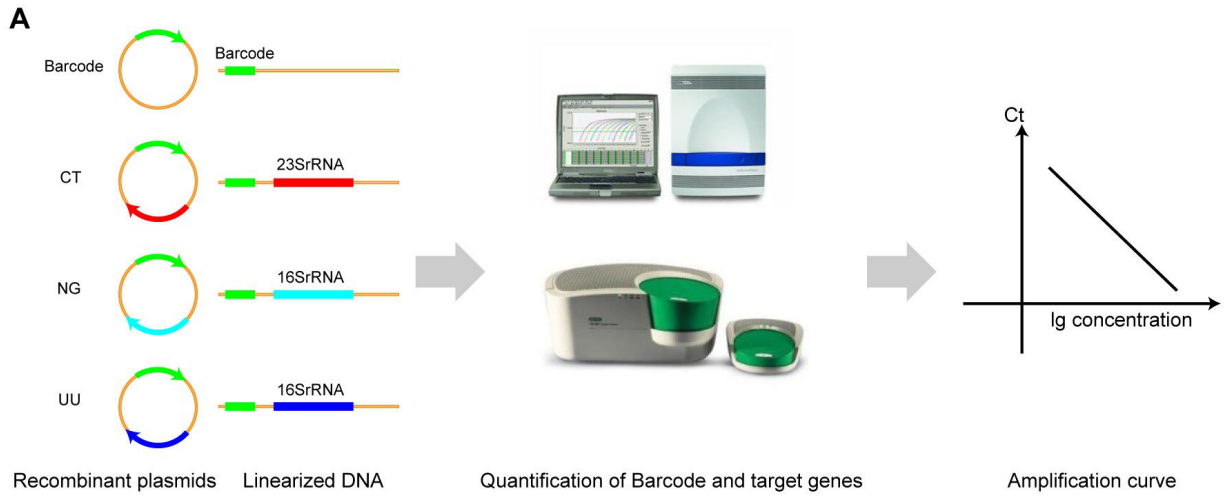 A
Barcode
Barcode
CT
23SrRNA
NG
16SrRNA
UU
16SrRNA
Ct
lg concentration
Recombinant plasmids
Linearized DNA
Quantification of Barcode and target genes
Amplification curve